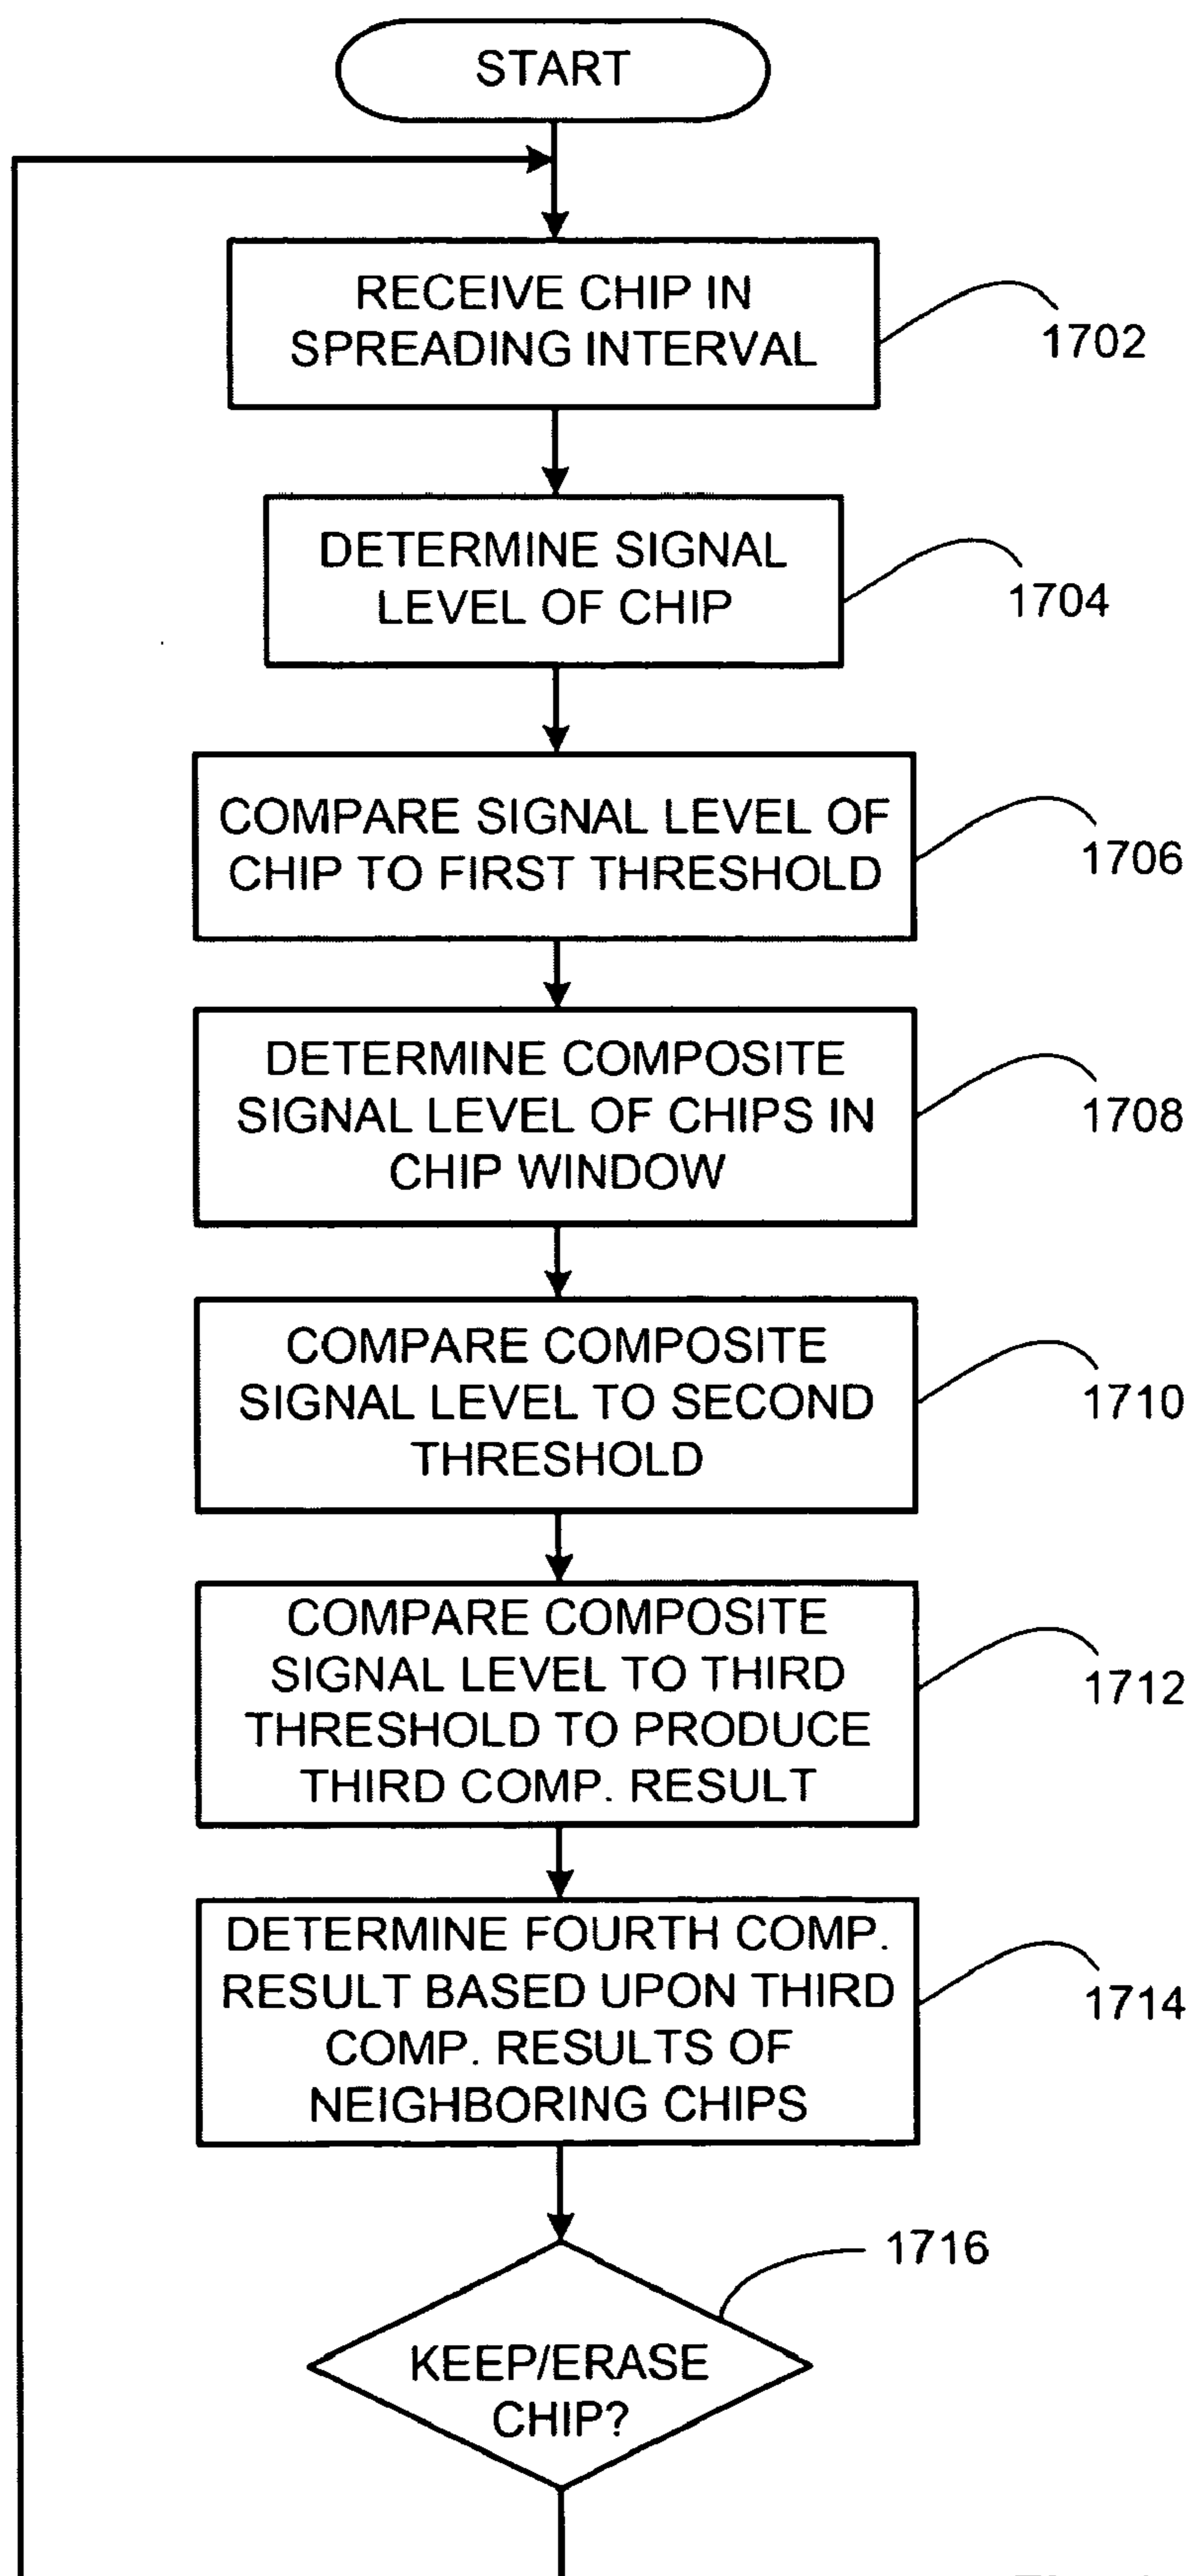 START
RECEIVE CHIP IN
SPREADING INTERVAL
1702
DETERMINE SIGNAL
LEVEL OF CHIP
1704
COMPARE SIGNAL LEVEL OF
CHIP TO FIRST THRESHOLD
1706
DETERMINE COMPOSITE
SIGNAL LEVEL OF CHIPS IN
CHIP WINDOW
1708
COMPARE COMPOSITE
SIGNAL LEVEL TO SECOND
THRESHOLD
1710
COMPARE COMPOSITE
SIGNAL LEVEL TO THIRD
THRESHOLD TO PRODUCE
THIRD COMP. RESULT
1712
DETERMINE FOURTH COMP.
RESULT BASED UPON THIRD
COMP. RESULTS OF
NEIGHBORING CHIPS
1714
1716
KEEP/ERASE
CHIP?